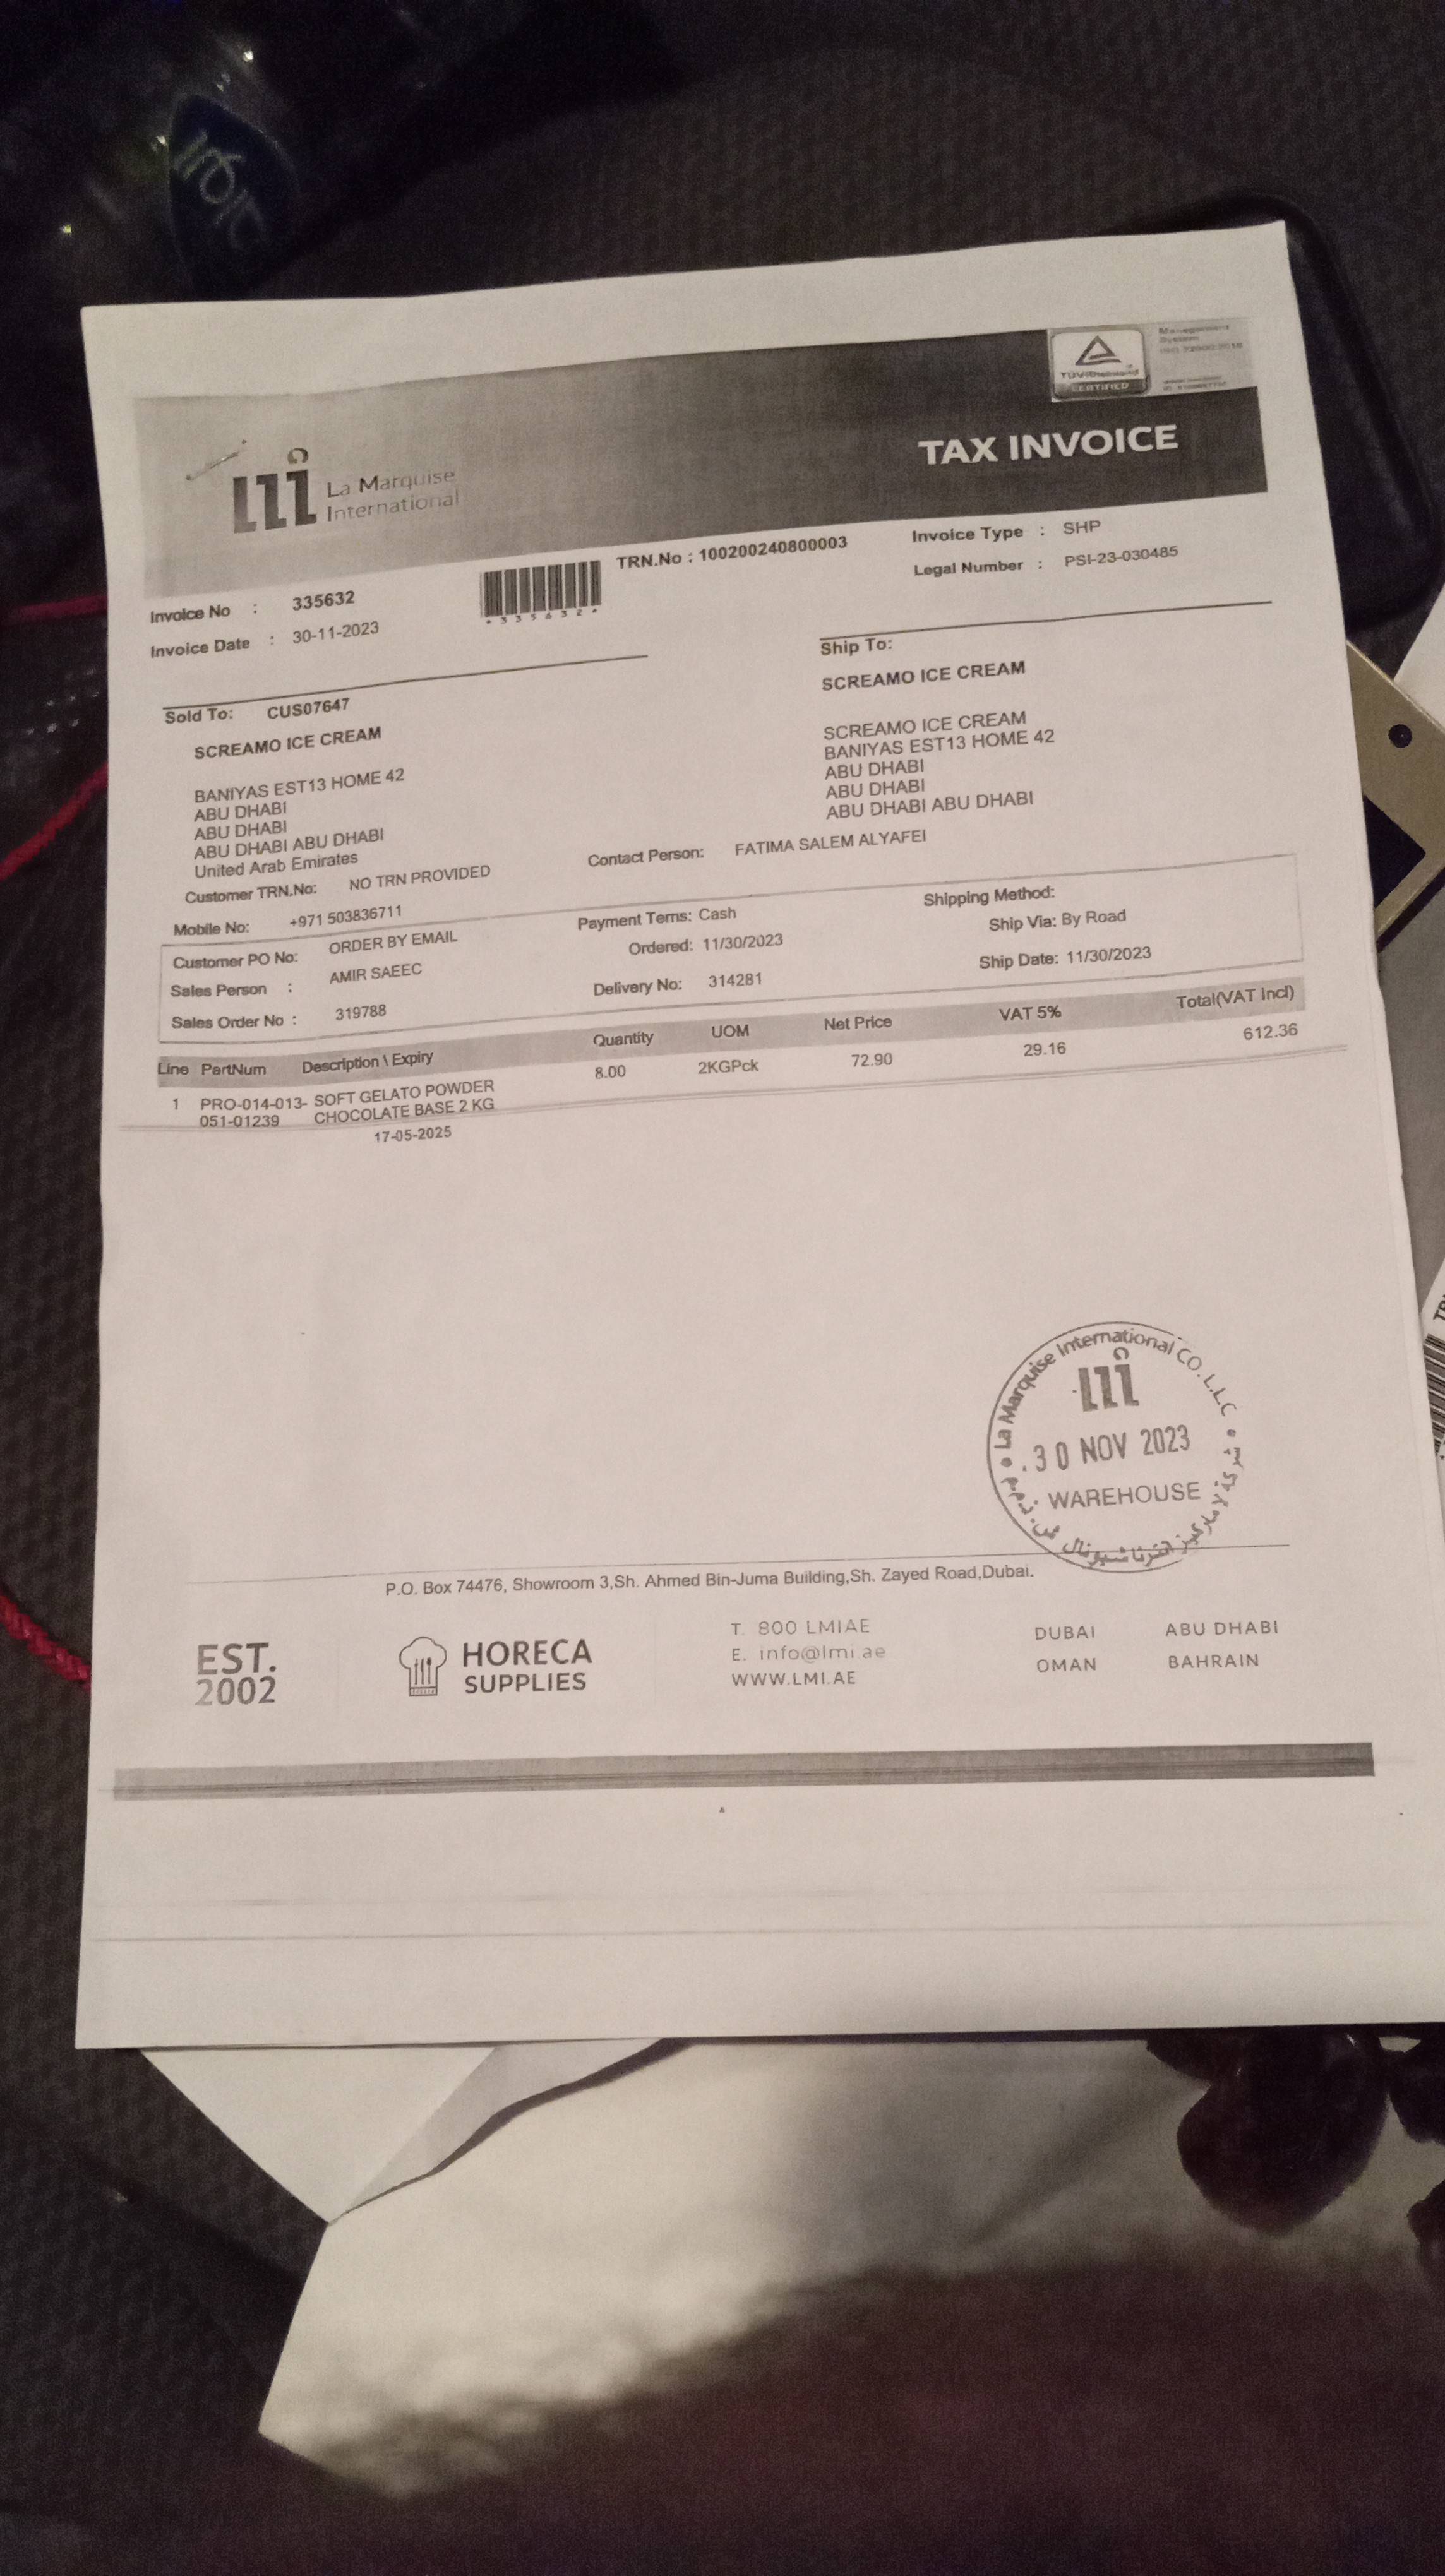 TÜVRheinland
CERTIFIED
Management
System
TAX INVOICE
La Marquise
International
Invoice No : 335632
Invoice Date : 30-11-2023
*335632*
TRN.No : 100200240800003
Invoice Type : SHP
Legal Number : PSI-23-030485
Sold To: CUS07647
SCREAMO ICE CREAM
BANIYAS EST13 HOME 42
ABU DHABI
ABU DHABI
ABU DHABI ABU DHABI
United Arab Emirates
Ship To:
SCREAMO ICE CREAM
SCREAMO ICE CREAM
BANIYAS EST13 HOME 42
ABU DHABI
ABU DHABI
ABU DHABI ABU DHABI
Customer TRN.No: NO TRN PROVIDED
Contact Person: FATIMA SALEM ALYAFEI
Mobile No: +971 503836711
Customer PO No: ORDER BY EMAIL
Sales Person : AMIR SAEEC
Sales Order No : 319788
Payment Tems: Cash
Ordered: 11/30/2023
Delivery No: 314281
Shipping Method:
Ship Via: By Road
Ship Date: 11/30/2023
Line PartNum Description \ Expiry Quantity UOM Net Price VAT 5% Total(VAT Incl)
1 PRO-014-013- SOFT GELATO POWDER 8.00 2KGPck 72.90 29.16 612.36
051-01239 CHOCOLATE BASE 2 KG
17-05-2025
La Marquise International CO. L.L.C
30 NOV 2023
WAREHOUSE
شركة لا ماركيز انترناشيونال ش.ذ.م.م
P.O. Box 74476, Showroom 3,Sh. Ahmed Bin-Juma Building,Sh. Zayed Road,Dubai.
EST.
2002
HORECA
SUPPLIES
T. 800 LMIAE
E. info@lmi.ae
WWW.LMI.AE
DUBAI ABU DHABI
OMAN BAHRAIN